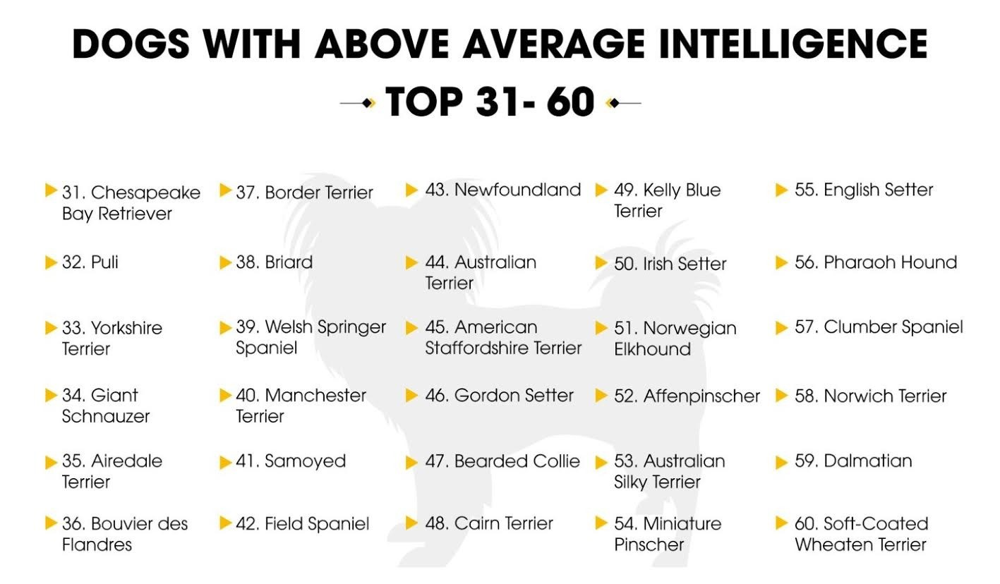 DOGS WITH ABOVE AVERAGE INTELLIGENCE
TOP 31- 60
31. Chesapeake
Bay Retriever
32. Puli
33. Yorkshire
Terrier
34. Giant
Schnauzer
35. Airedale
Terrier
36. Bouvier des
Flandres
37. Border Terrier
38. Briard
39. Welsh Springer
Spaniel
40. Manchester
Terrier
41. Samoyed
42. Field Spaniel
43. Newfoundland
44. Australian
Terrier
45. American
Staffordshire Terrier
46. Gordon Setter
47. Bearded Collie
48. Cairn Terrier
49. Kelly Blue
Terrier
50. Irish Setter
51. Norwegian
Elkhound
52. Affenpinscher
53. Australian
Silky Terrier
54. Miniature
Pinscher
55. English Setter
56. Pharaoh Hound
57. Clumber Spaniel
58. Norwich Terrier
59. Dalmatian
60. Soft-Coated
Wheaten Terrier